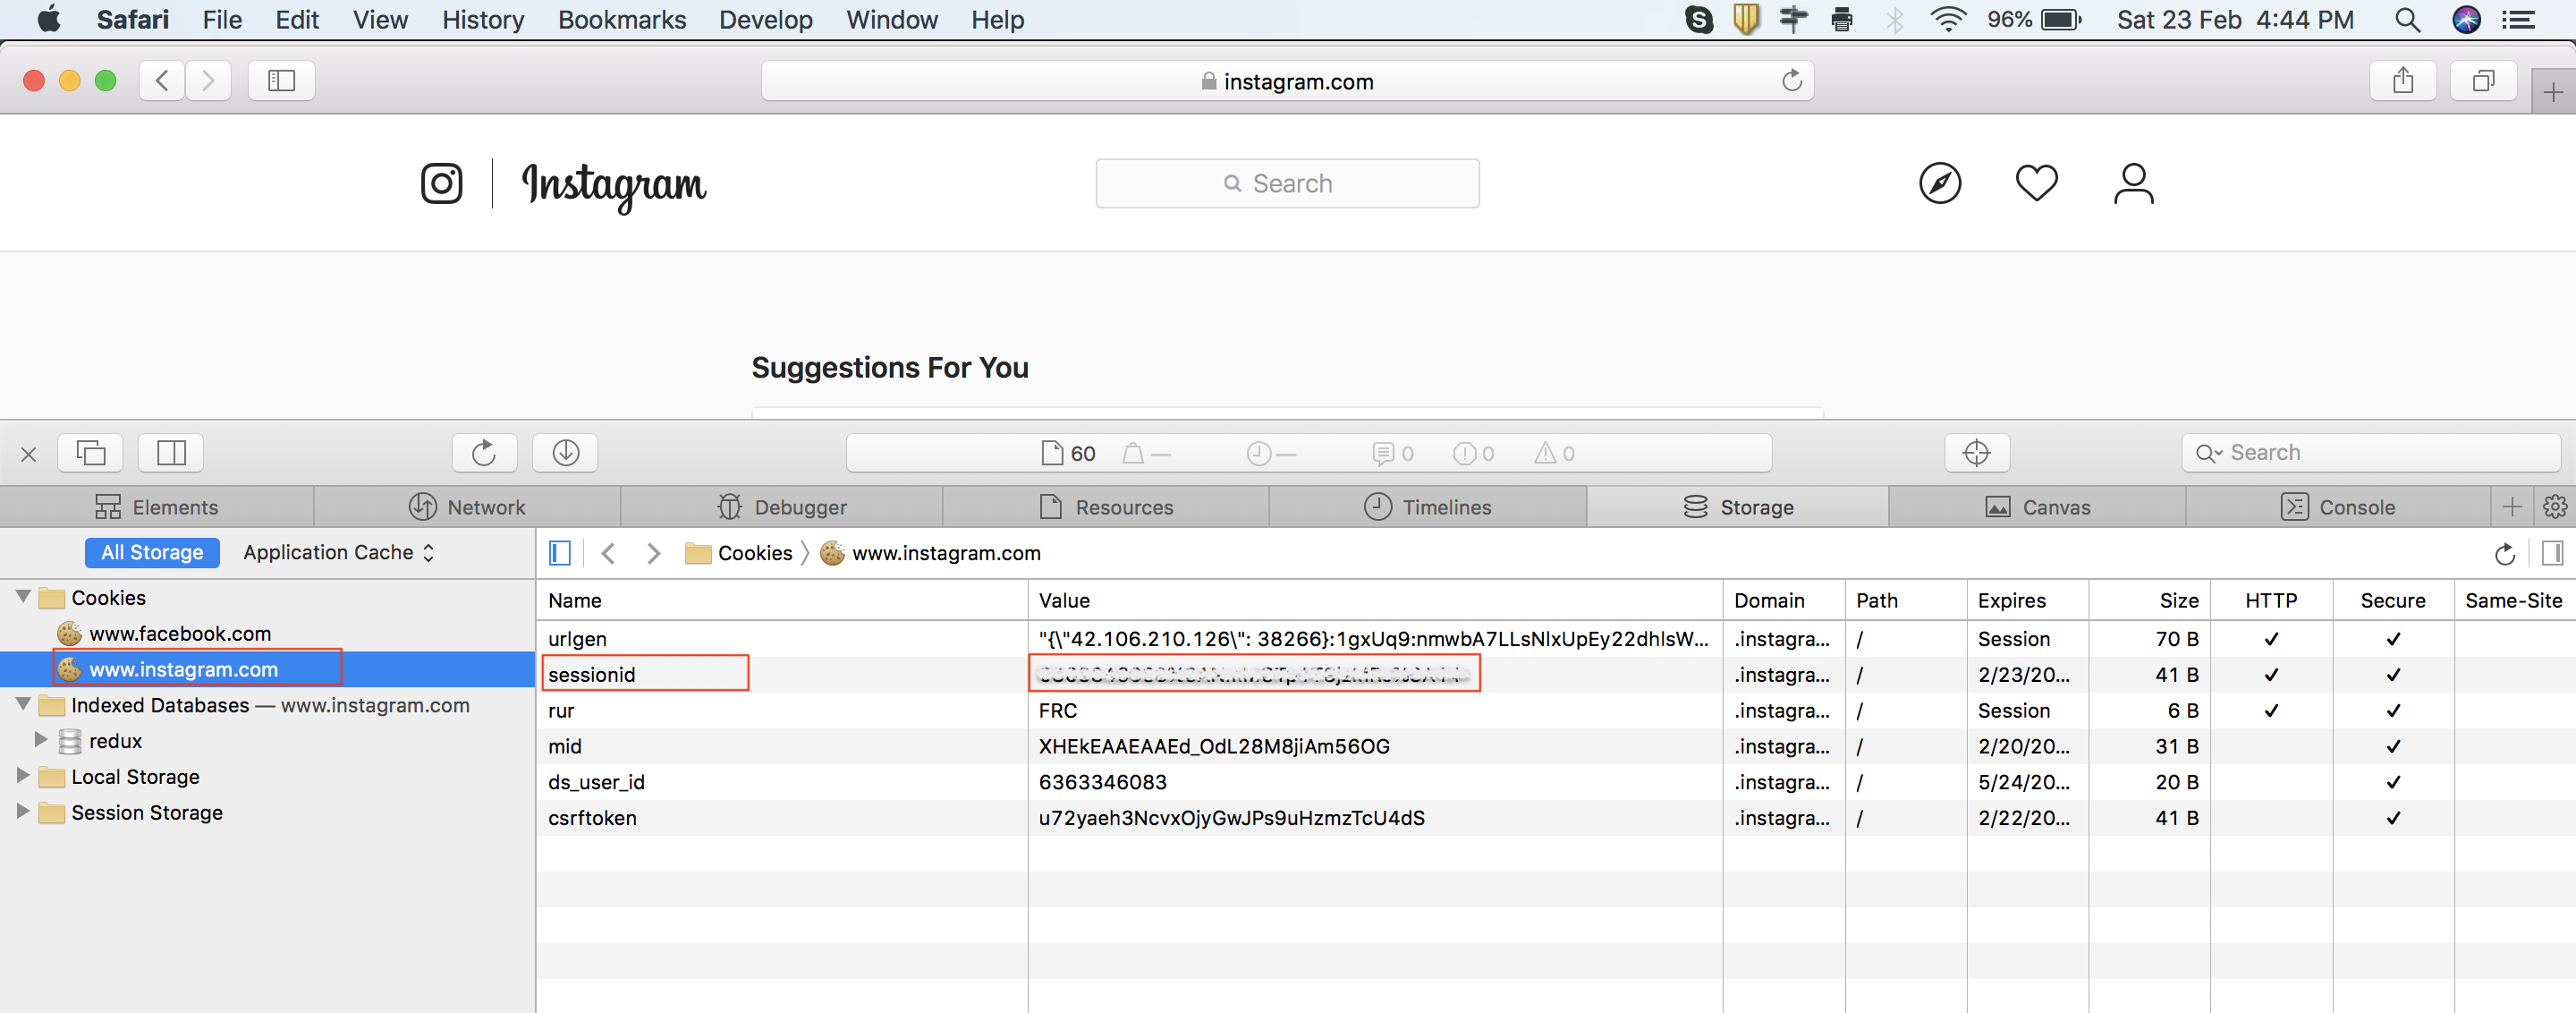 Safari File Edit View History Bookmarks Develop Window Help 96% Sat 23 Feb 4:44 PM
instagram.com
Instagram Search
Suggestions For You
60 — — 0 0 0 Search
Elements Network Debugger Resources Timelines Storage Canvas Console
All Storage Application Cache Cookies 〉 www.instagram.com
Cookies
www.facebook.com
www.instagram.com
Indexed Databases — www.instagram.com
redux
Local Storage
Session Storage
Name Value Domain Path Expires Size HTTP Secure Same-Site
urlgen "{\"42.106.210.126\": 38266}:1gxUq9:nmwbA7LLsNlxUpEy22dhlsW... .instagra... / Session 70 B ✓ ✓
sessionid .instagra... / 2/23/20... 41 B ✓ ✓
rur FRC .instagra... / Session 6 B ✓ ✓
mid XHEkEAAEAAEd_OdL28M8jiAm56OG .instagra... / 2/20/20... 31 B ✓
ds_user_id 6363346083 .instagra... / 5/24/20... 20 B ✓
csrftoken u72yaeh3NcvxOjyGwJPs9uHzmzTcU4dS .instagra... / 2/22/20... 41 B ✓